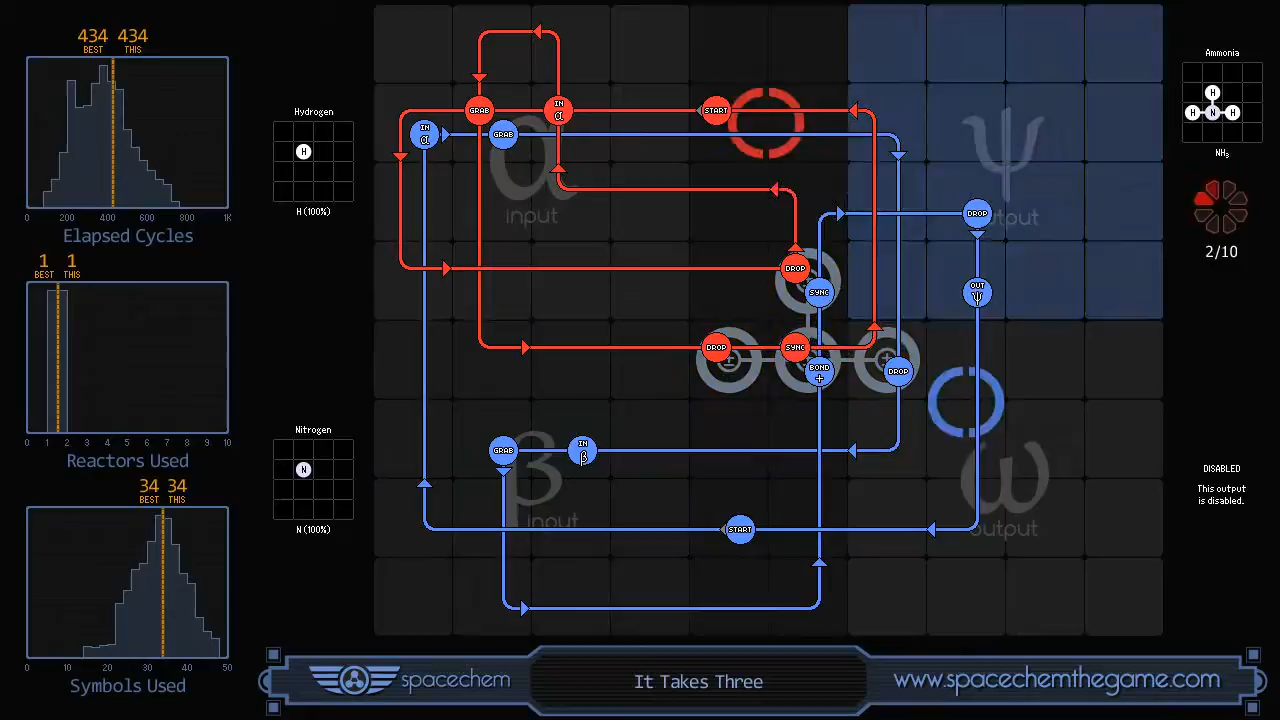 434 434
BEST THIS
0 200 400 600 800 1K
Elapsed Cycles
1 1
BEST THIS
0 1 2 3 4 5 6 7 8 9 10
Reactors Used
34 34
BEST THIS
0 10 20 30 40 50
Symbols Used
Hydrogen
H
H (100%)
Nitrogen
N
N (100%)
GRAB
IN
α
START
IN
α
GRAB
α
input
ψ
output
DROP
DROP
SYNC
OUT
ψ
DROP
SYNC
BOND
+
DROP
GRAB
IN
β
β
input
ω
output
START
Ammonia
H
H N H
NH₃
2/10
DISABLED
This output
is disabled.
spacechem
It Takes Three
www.spacechemthegame.com